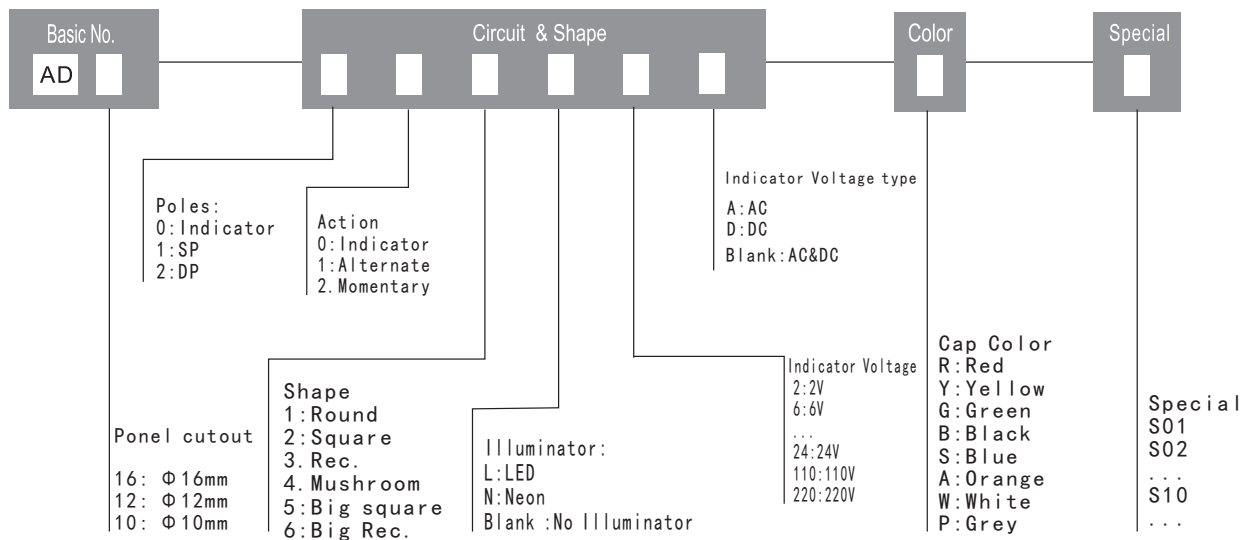 Basic No.
AD
Circuit & Shape
Color
Special
Poles:
0:Indicator
1:SP
2:DP
Action
0:Indicator
1:Alternate
2.Momentary
Indicator Voltage type
A:AC
D:DC
Blank:AC&DC
Ponel cutout
16: Φ16mm
12: Φ12mm
10: Φ10mm
Shape
1:Round
2:Square
3.Rec.
4.Mushroom
5:Big square
6:Big Rec.
Illuminator:
L:LED
N:Neon
Blank :No Illuminator
Indicator Voltage
2:2V
6:6V
...
24:24V
110:110V
220:220V
Cap Color
R:Red
Y:Yellow
G:Green
B:Black
S:Blue
A:Orange
W:White
P:Grey
Special
S01
S02
...
S10
...